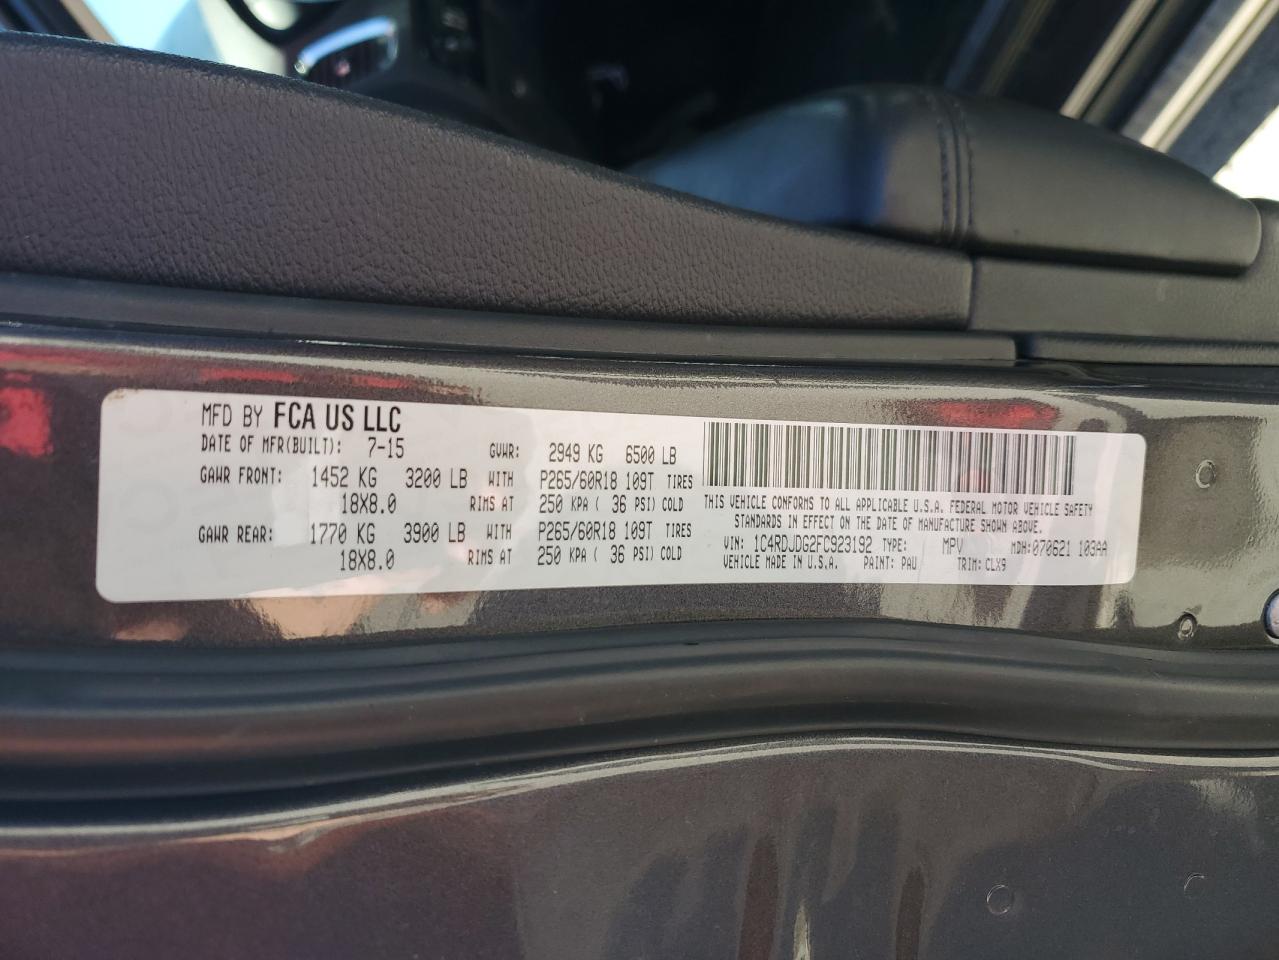 MFD BY FCA US LLC
DATE OF MFR(BUILT): 7-15 GVWR: 2949 KG 6500 LB
GAWR FRONT: 1452 KG 3200 LB WITH P265/60R18 109T TIRES
18X8.0 RIMS AT 250 KPA ( 36 PSI) COLD
GAWR REAR: 1770 KG 3900 LB WITH P265/60R18 109T TIRES
18X8.0 RIMS AT 250 KPA ( 36 PSI) COLD
THIS VEHICLE CONFORMS TO ALL APPLICABLE U.S.A. FEDERAL MOTOR VEHICLE SAFETY
STANDARDS IN EFFECT ON THE DATE OF MANUFACTURE SHOWN ABOVE.
VIN: 1C4RDJDG2FC923192 TYPE: MPV MDH:070621 103AA
VEHICLE MADE IN U.S.A. PAINT: PAU TRIM: CLX9